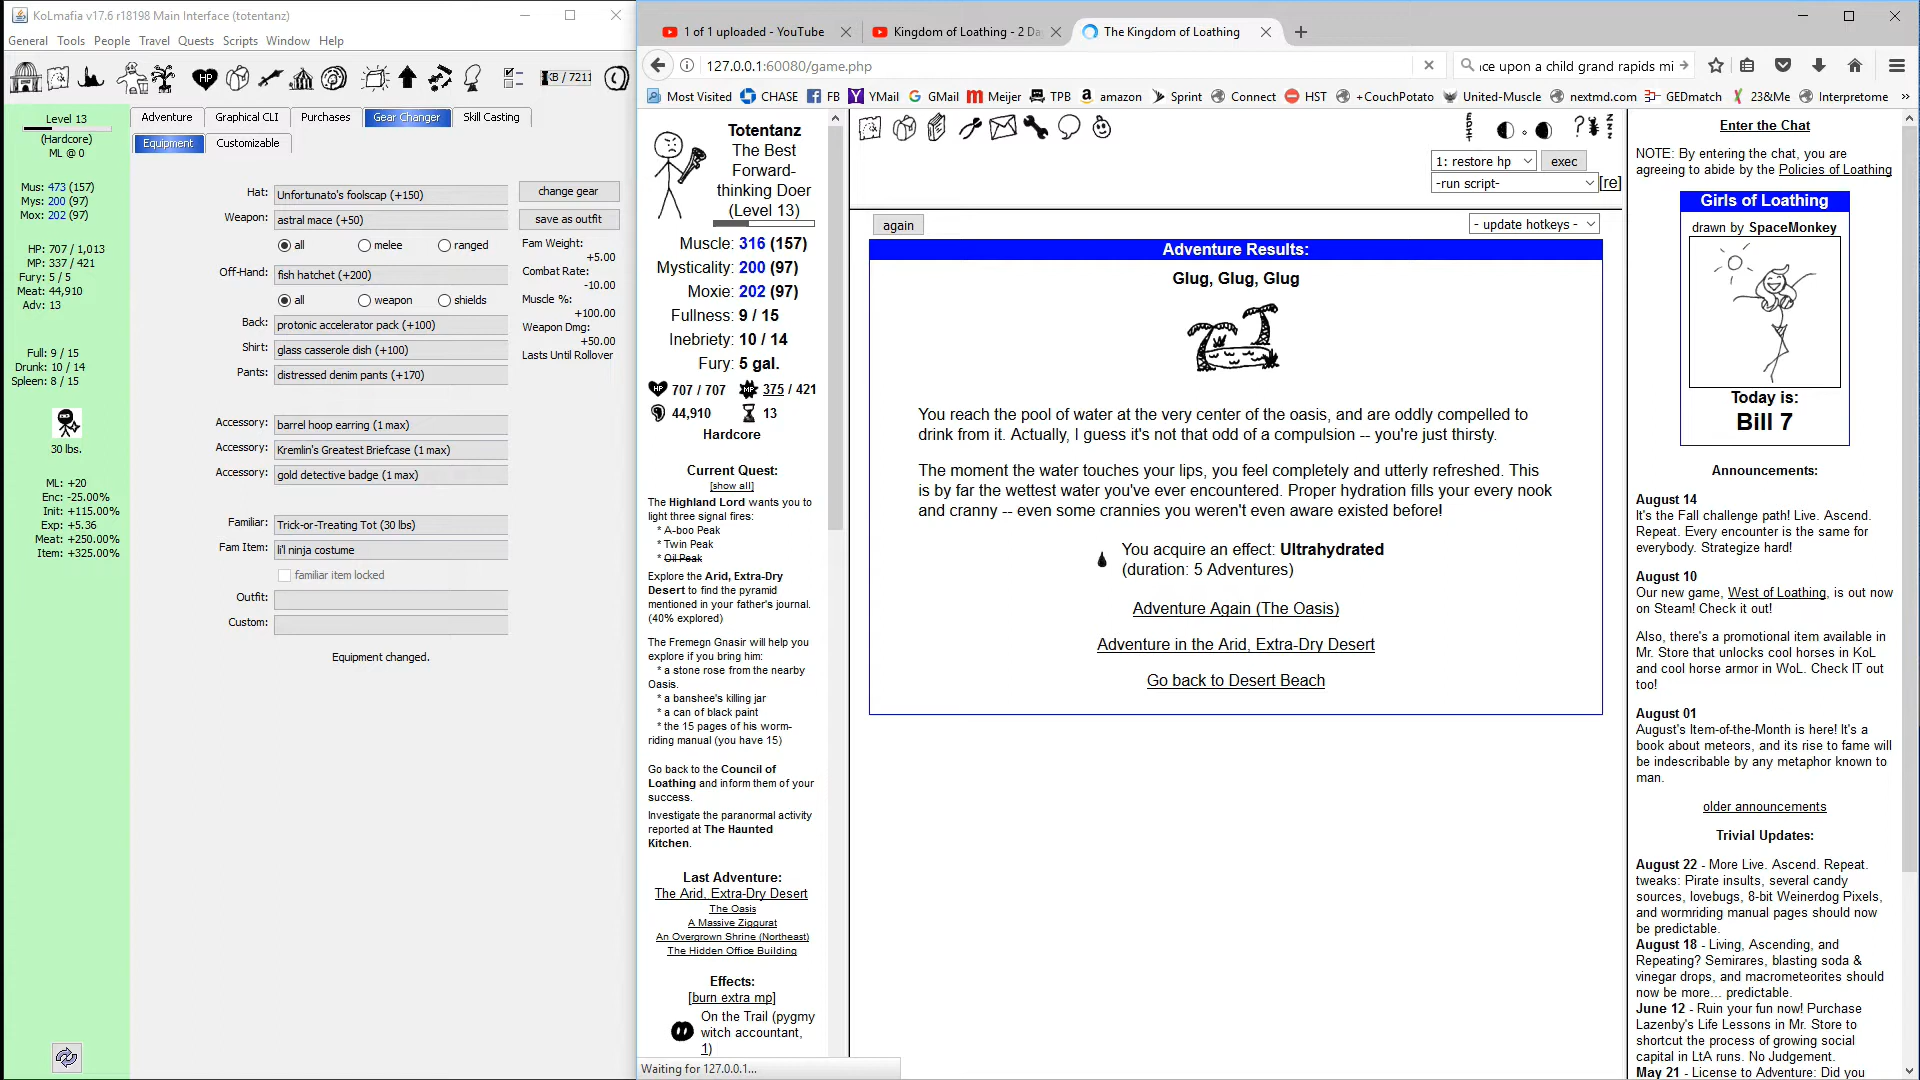 KoLmafia v17.6 r18198 Main Interface (totentanz)
General Tools People Travel Quests Scripts Window Help
HP
KB / 7211
Level 13
(Hardcore)
ML @ 0
Mus: 473 (157)
Mys: 200 (97)
Mox: 202 (97)
HP: 707 / 1,013
MP: 337 / 421
Fury: 5 / 5
Meat: 44,910
Adv: 13
Full: 9 / 15
Drunk: 10 / 14
Spleen: 8 / 15
30 lbs.
ML: +20
Enc: -25.00%
Init: +115.00%
Exp: +5.36
Meat: +250.00%
Item: +325.00%
Adventure Graphical CLI Purchases Gear Changer Skill Casting
Equipment Customizable
Hat: Unfortunato's foolscap (+150)
Weapon: astral mace (+50)
all melee ranged
Off-Hand: fish hatchet (+200)
all weapon shields
Back: protonic accelerator pack (+100)
Shirt: glass casserole dish (+100)
Pants: distressed denim pants (+170)
Accessory: barrel hoop earring (1 max)
Accessory: Kremlin's Greatest Briefcase (1 max)
Accessory: gold detective badge (1 max)
Familiar: Trick-or-Treating Tot (30 lbs)
Fam Item: li'l ninja costume
familiar item locked
Outfit:
Custom:
Equipment changed.
change gear
save as outfit
Fam Weight:
+5.00
Combat Rate:
-10.00
Muscle %:
+100.00
Weapon Dmg:
+50.00
Lasts Until Rollover
1 of 1 uploaded - YouTube
Kingdom of Loathing - 2 Da
The Kingdom of Loathing
127.0.0.1:60080/game.php
ce upon a child grand rapids mi
Most Visited CHASE FB YMail GMail Meijer TPB amazon Sprint Connect HST +CouchPotato United-Muscle nextmd.com GEDmatch 23&Me Interpretome
Totentanz
The Best
Forward-
thinking Doer
(Level 13)
Muscle: 316 (157)
Mysticality: 200 (97)
Moxie: 202 (97)
Fullness: 9 / 15
Inebriety: 10 / 14
Fury: 5 gal.
HP 707 / 707 MP 375 / 421
44,910 13
Hardcore
Current Quest:
[show all]
The Highland Lord wants you to
light three signal fires:
* A-boo Peak
* Twin Peak
* Oil Peak
Explore the Arid, Extra-Dry
Desert to find the pyramid
mentioned in your father's journal.
(40% explored)
The Fremegn Gnasir will help you
explore if you bring him:
* a stone rose from the nearby
Oasis.
* a banshee's killing jar
* a can of black paint
* the 15 pages of his worm-
riding manual (you have 15)
Go back to the Council of
Loathing and inform them of your
success.
Investigate the paranormal activity
reported at The Haunted
Kitchen.
Last Adventure:
The Arid, Extra-Dry Desert
The Oasis
A Massive Ziggurat
An Overgrown Shrine (Northeast)
The Hidden Office Building
Effects:
[burn extra mp]
On the Trail (pygmy
witch accountant,
1)
Waiting for 127.0.0.1...
EDIT
1: restore hp exec
-run script- [re]
again
- update hotkeys -
Adventure Results:
Glug, Glug, Glug
You reach the pool of water at the very center of the oasis, and are oddly compelled to
drink from it. Actually, I guess it's not that odd of a compulsion -- you're just thirsty.
The moment the water touches your lips, you feel completely and utterly refreshed. This
is by far the wettest water you've ever encountered. Proper hydration fills your every nook
and cranny -- even some crannies you weren't even aware existed before!
You acquire an effect: Ultrahydrated
(duration: 5 Adventures)
Adventure Again (The Oasis)
Adventure in the Arid, Extra-Dry Desert
Go back to Desert Beach
Enter the Chat
NOTE: By entering the chat, you are
agreeing to abide by the Policies of Loathing
Girls of Loathing
drawn by SpaceMonkey
Today is:
Bill 7
Announcements:
August 14
It's the Fall challenge path! Live. Ascend.
Repeat. Every encounter is the same for
everybody. Strategize hard!
August 10
Our new game, West of Loathing, is out now
on Steam! Check it out!
Also, there's a promotional item available in
Mr. Store that unlocks cool horses in KoL
and cool horse armor in WoL. Check IT out
too!
August 01
August's Item-of-the-Month is here! It's a
book about meteors, and its rise to fame will
be indescribable by any metaphor known to
man.
older announcements
Trivial Updates:
August 22 - More Live. Ascend. Repeat.
tweaks: Pirate insults, several candy
sources, lovebugs, 8-bit Weinerdog Pixels,
and wormriding manual pages should now
be predictable.
August 18 - Living, Ascending, and
Repeating? Semirares, blasting soda &
vinegar drops, and macrometeorites should
now be more... predictable.
June 12 - Ruin your fun now! Purchase
Lazenby's Life Lessons in Mr. Store to
shortcut the process of growing social
capital in LtA runs. No Judgement.
May 21 - License to Adventure: Did you